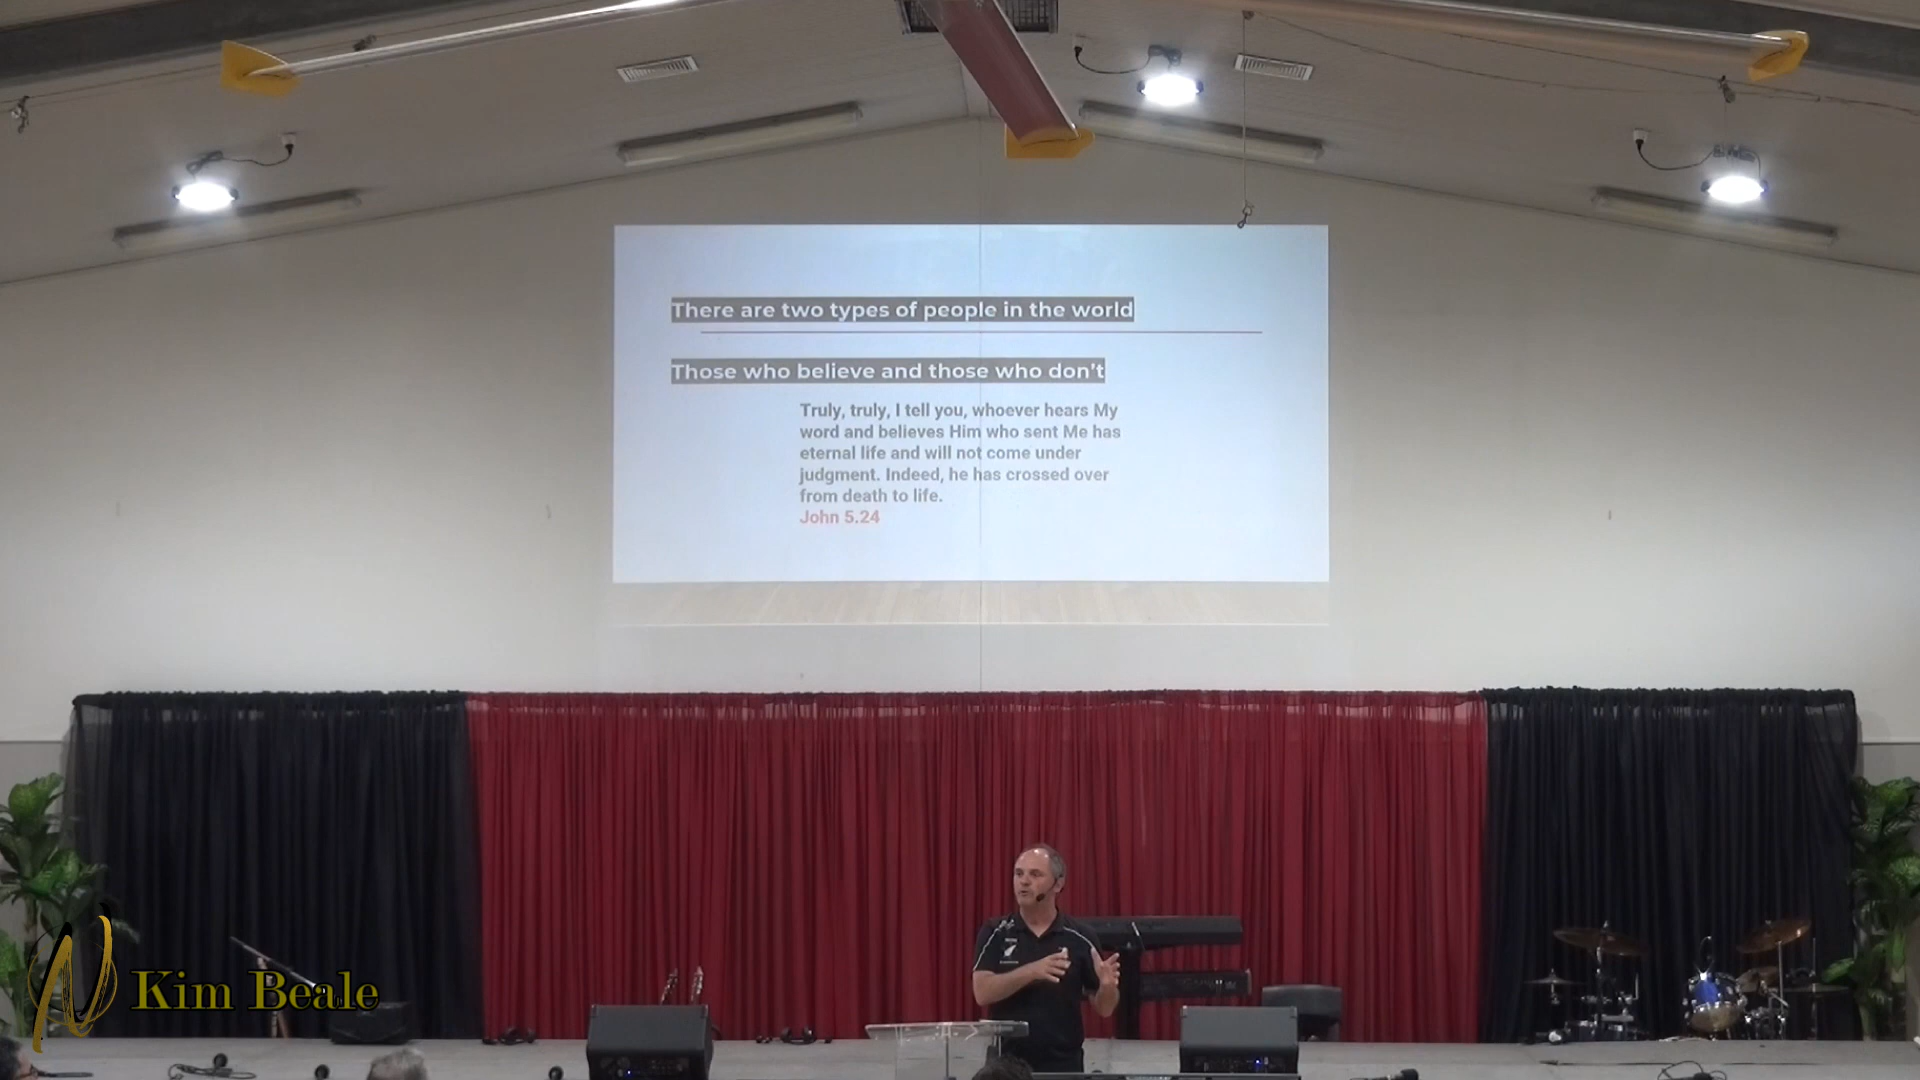 There are two types of people in the world
Those who believe and those who don't
Truly, truly, I tell you, whoever hears My
word and believes Him who sent Me has
eternal life and will not come under
judgment. Indeed, he has crossed over
from death to life.
John 5.24
Kim Beale